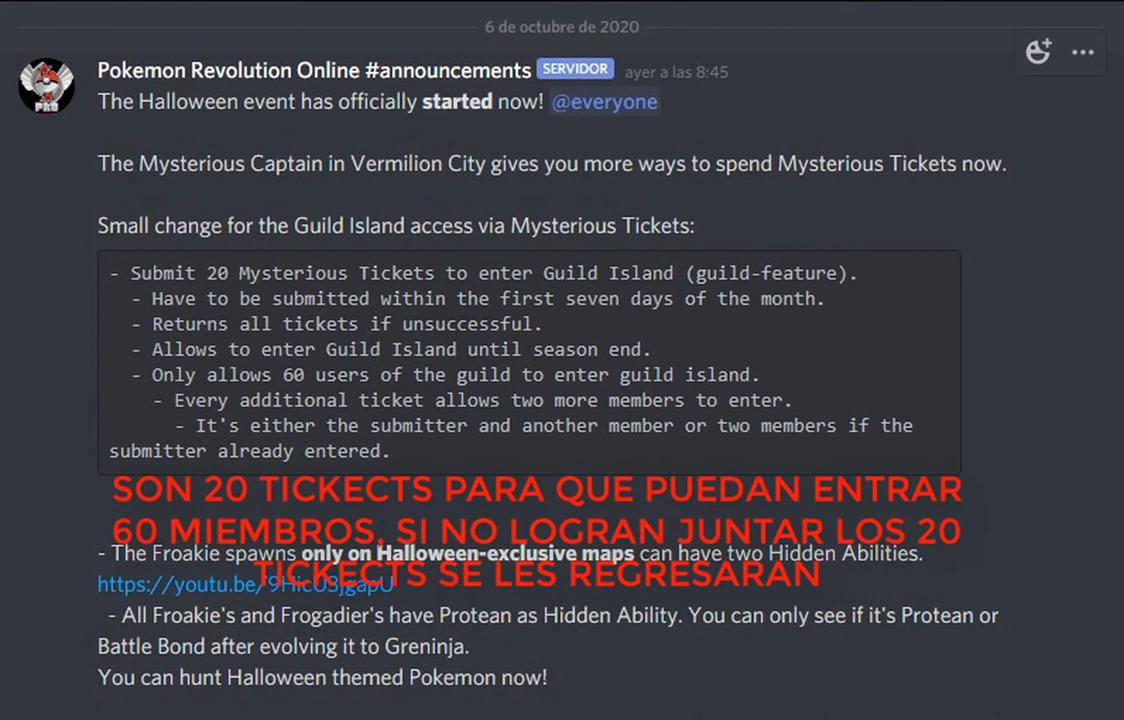 6 de octubre de 2020
Pokemon Revolution Online #announcements SERVIDOR ayer a las 8:45
The Halloween event has officially started now! @everyone
The Mysterious Captain in Vermilion City gives you more ways to spend Mysterious Tickets now.
Small change for the Guild Island access via Mysterious Tickets:
- Submit 20 Mysterious Tickets to enter Guild Island (guild-feature).
- Have to be submitted within the first seven days of the month.
- Returns all tickets if unsuccessful.
- Allows to enter Guild Island until season end.
- Only allows 60 users of the guild to enter guild island.
- Every additional ticket allows two more members to enter.
- It's either the submitter and another member or two members if the
submitter already entered.
SON 20 TICKECTS PARA QUE PUEDAN ENTRAR
60 MIEMBROS, SI NO LOGRAN JUNTAR LOS 20
- The Froakie spawns only on Halloween-exclusive maps can have two Hidden Abilities.
TICKECTS SE LES REGRESARAN
https://youtu.be/9HicU3jgapU
- All Froakie's and Frogadier's have Protean as Hidden Ability. You can only see if it's Protean or
Battle Bond after evolving it to Greninja.
You can hunt Halloween themed Pokemon now!
PRO